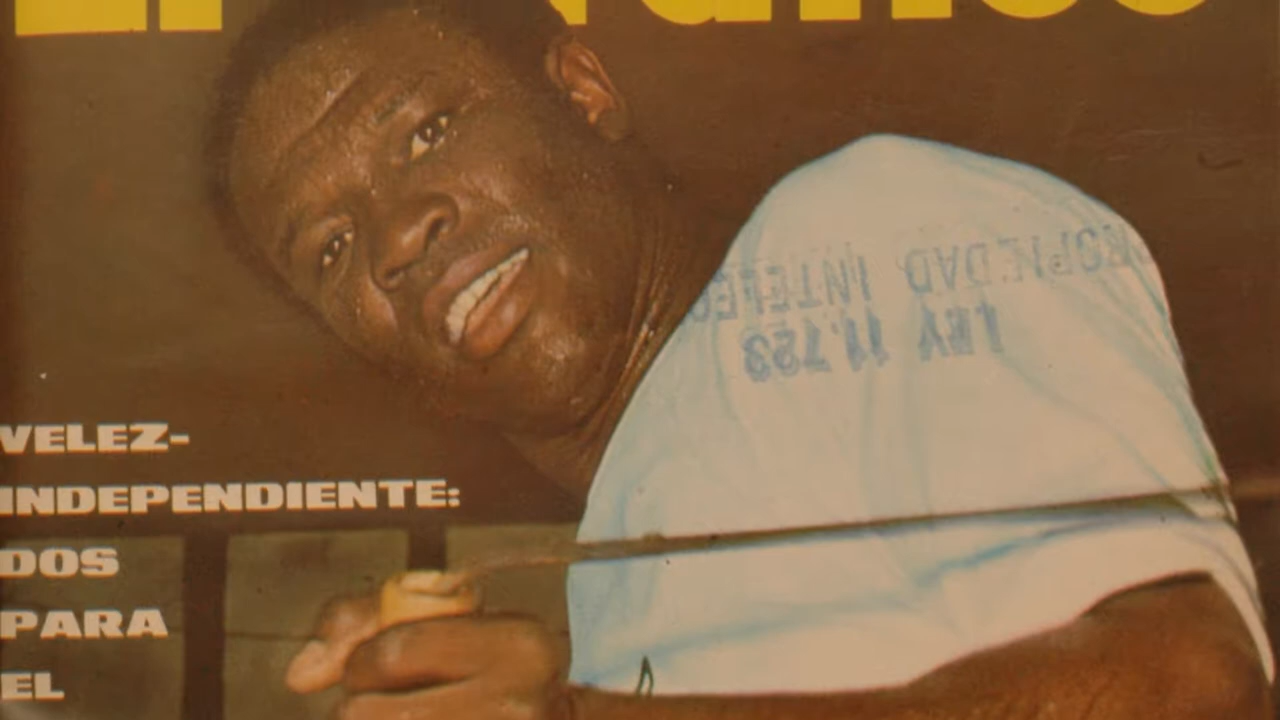 PROPIEDAD INTELEC
LEY 11.723
VELEZ-
INDEPENDIENTE:
DOS
PARA
EL